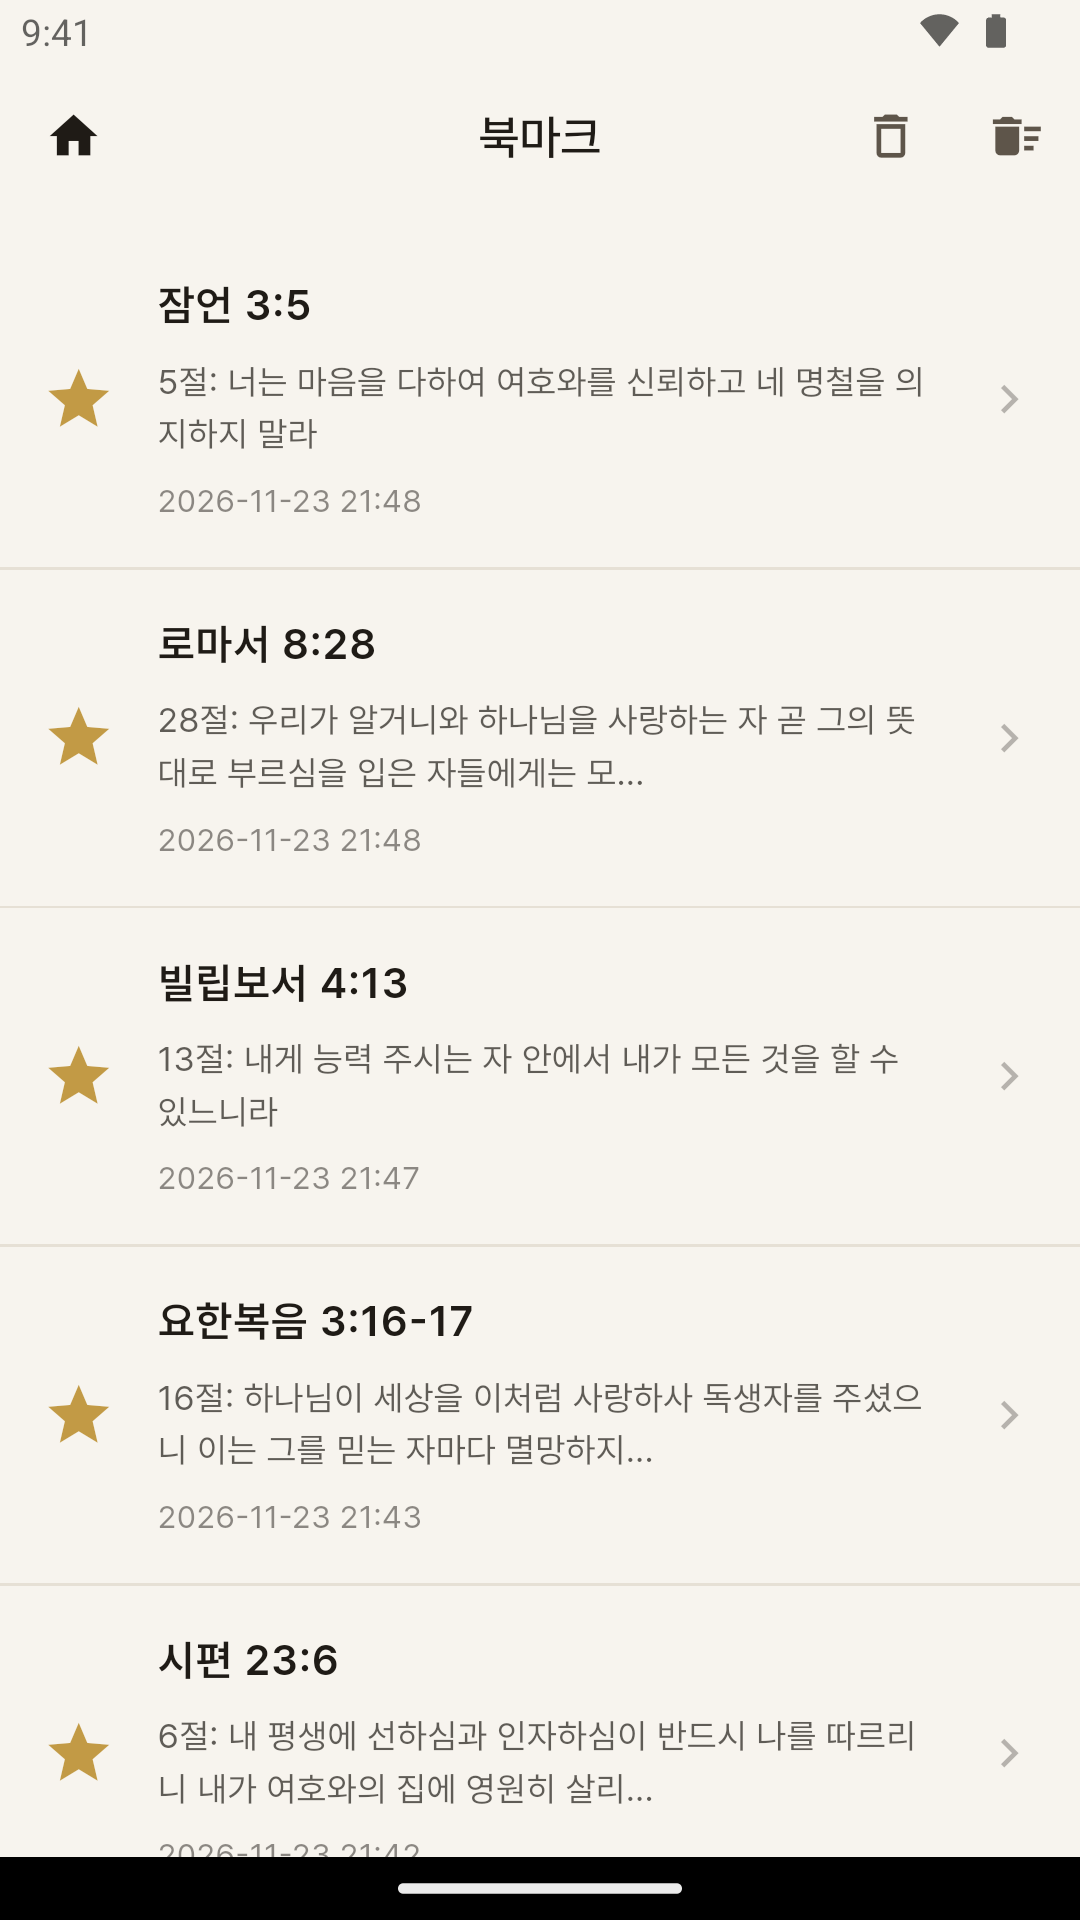 9:41
북마크
잠언 3:5
5절: 너는 마음을 다하여 여호와를 신뢰하고 네 명철을 의
지하지 말라
2026-11-23 21:48
로마서 8:28
28절: 우리가 알거니와 하나님을 사랑하는 자 곧 그의 뜻
대로 부르심을 입은 자들에게는 모...
2026-11-23 21:48
빌립보서 4:13
13절: 내게 능력 주시는 자 안에서 내가 모든 것을 할 수
있느니라
2026-11-23 21:47
요한복음 3:16-17
16절: 하나님이 세상을 이처럼 사랑하사 독생자를 주셨으
니 이는 그를 믿는 자마다 멸망하지...
2026-11-23 21:43
시편 23:6
6절: 내 평생에 선하심과 인자하심이 반드시 나를 따르리
니 내가 여호와의 집에 영원히 살리...
2026-11-23 21:42